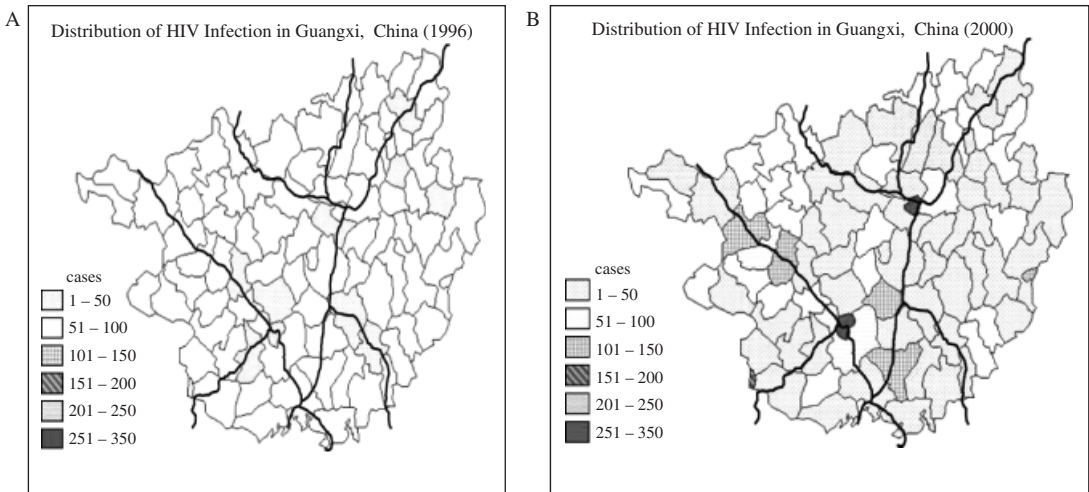 A
Distribution of HIV Infection in Guangxi, China (1996)
cases
1 – 50
51 – 100
101 – 150
151 – 200
201 – 250
251 – 350
B
Distribution of HIV Infection in Guangxi, China (2000)
cases
1 – 50
51 – 100
101 – 150
151 – 200
201 – 250
251 – 350